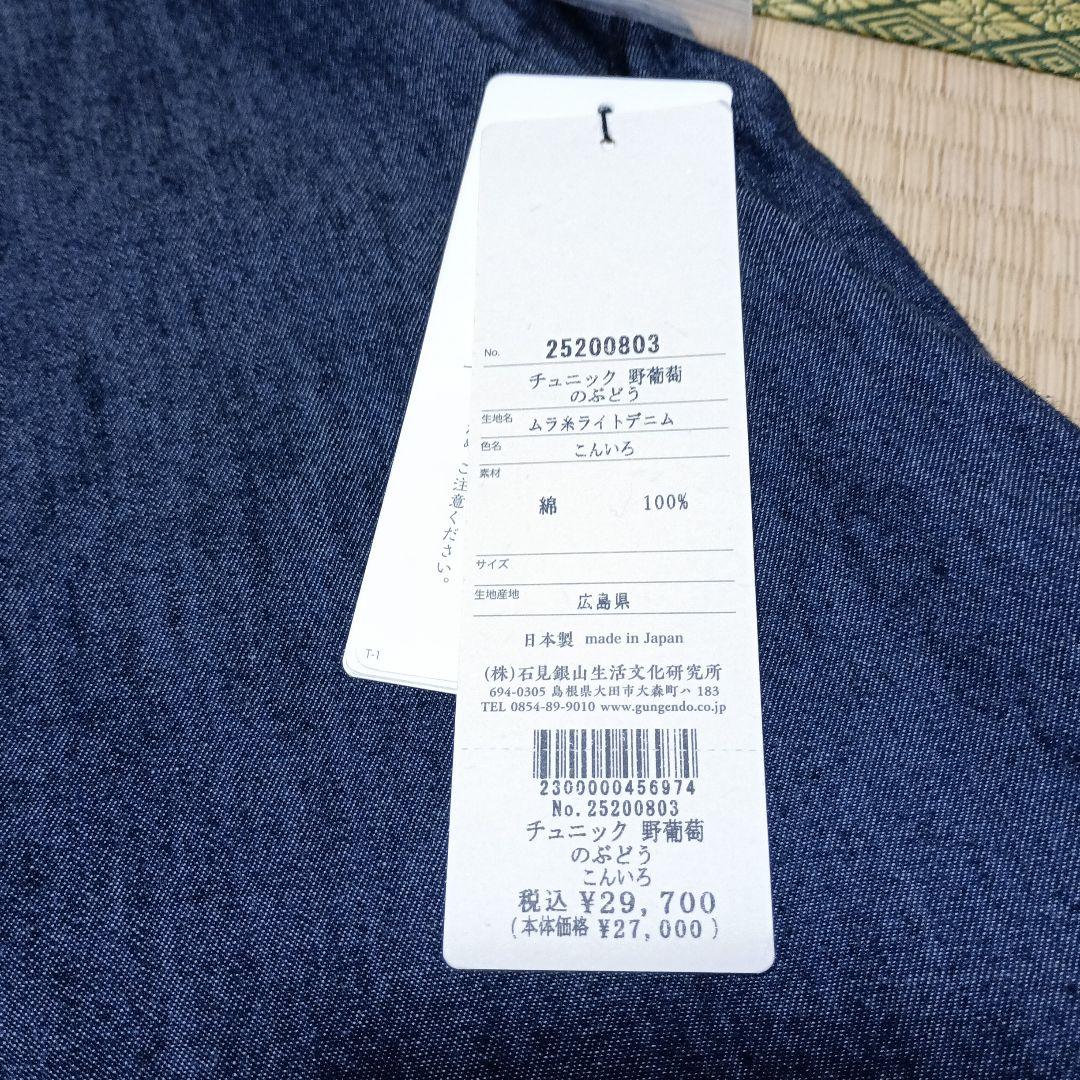 No. 25200803
チュニック 野葡萄
のぶどう
生地名 ムラ糸ライトデニム
色名 こんいろ
素材
綿 100%
サイズ
生地産地 広島県
日本製 made in Japan
(株)石見銀山生活文化研究所
694-0305 島根県大田市大森町ハ 183
TEL 0854-89-9010 www.gungendo.co.jp
2300000456974
No.25200803
チュニック 野葡萄
のぶどう
こんいろ
税込 ¥29,700
(本体価格 ¥27,000)
ご注意ください。
T-1